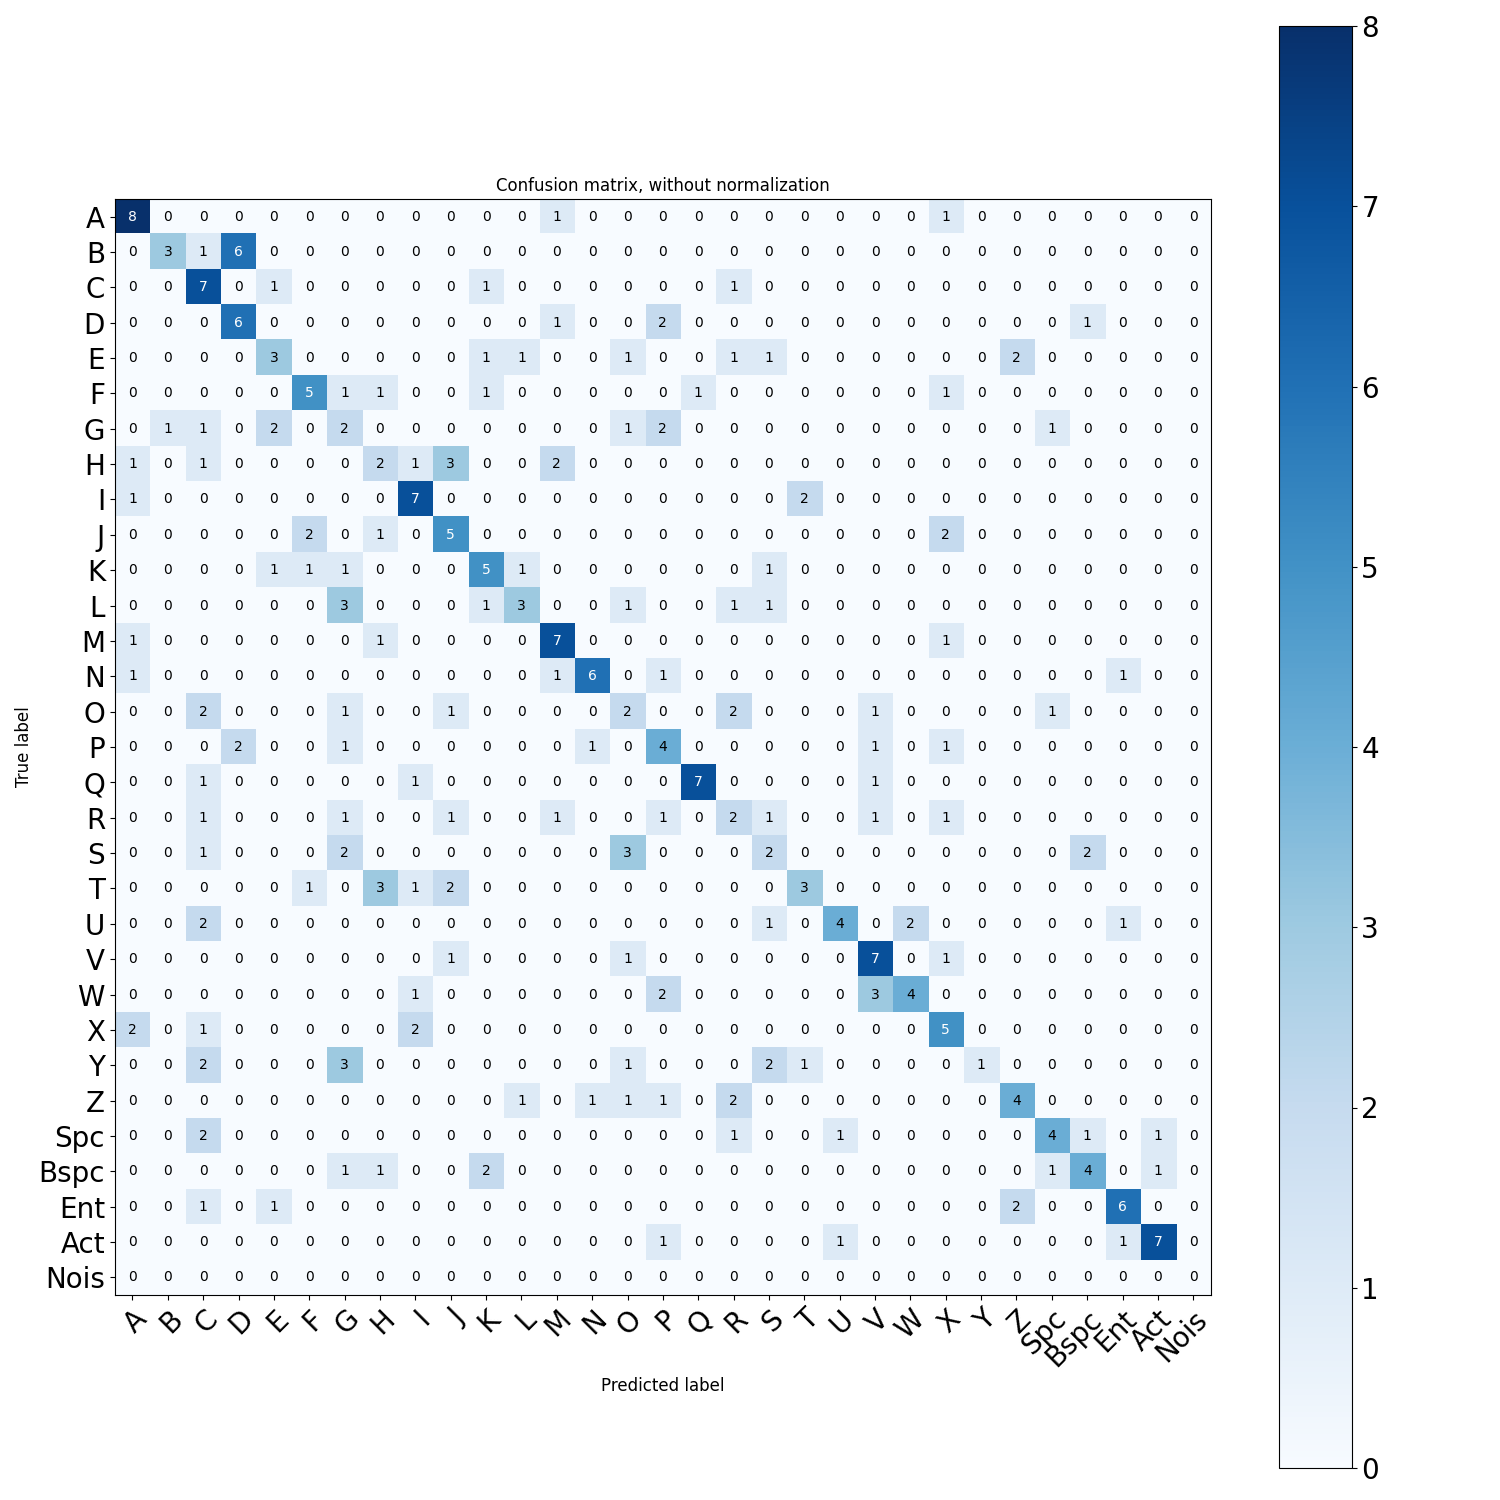 Confusion matrix, without normalization
A 8 0 0 0 0 0 0 0 0 0 0 0 1 0 0 0 0 0 0 0 0 0 0 1 0 0 0 0 0 0 0
B 0 3 1 6 0 0 0 0 0 0 0 0 0 0 0 0 0 0 0 0 0 0 0 0 0 0 0 0 0 0 0
C 0 0 7 0 1 0 0 0 0 0 1 0 0 0 0 0 0 1 0 0 0 0 0 0 0 0 0 0 0 0 0
D 0 0 0 6 0 0 0 0 0 0 0 0 1 0 0 2 0 0 0 0 0 0 0 0 0 0 0 1 0 0 0
E 0 0 0 0 3 0 0 0 0 0 1 1 0 0 1 0 0 1 1 0 0 0 0 0 0 2 0 0 0 0 0
F 0 0 0 0 0 5 1 1 0 0 1 0 0 0 0 0 1 0 0 0 0 0 0 1 0 0 0 0 0 0 0
G 0 1 1 0 2 0 2 0 0 0 0 0 0 0 1 2 0 0 0 0 0 0 0 0 0 0 1 0 0 0 0
H 1 0 1 0 0 0 0 2 1 3 0 0 2 0 0 0 0 0 0 0 0 0 0 0 0 0 0 0 0 0 0
I 1 0 0 0 0 0 0 0 7 0 0 0 0 0 0 0 0 0 0 2 0 0 0 0 0 0 0 0 0 0 0
J 0 0 0 0 0 2 0 1 0 5 0 0 0 0 0 0 0 0 0 0 0 0 0 2 0 0 0 0 0 0 0
K 0 0 0 0 1 1 1 0 0 0 5 1 0 0 0 0 0 0 1 0 0 0 0 0 0 0 0 0 0 0 0
L 0 0 0 0 0 0 3 0 0 0 1 3 0 0 1 0 0 1 1 0 0 0 0 0 0 0 0 0 0 0 0
M 1 0 0 0 0 0 0 1 0 0 0 0 7 0 0 0 0 0 0 0 0 0 0 1 0 0 0 0 0 0 0
N 1 0 0 0 0 0 0 0 0 0 0 0 1 6 0 1 0 0 0 0 0 0 0 0 0 0 0 0 1 0 0
O 0 0 2 0 0 0 1 0 0 1 0 0 0 0 2 0 0 2 0 0 0 1 0 0 0 0 1 0 0 0 0
P 0 0 0 2 0 0 1 0 0 0 0 0 0 1 0 4 0 0 0 0 0 1 0 1 0 0 0 0 0 0 0
Q 0 0 1 0 0 0 0 0 1 0 0 0 0 0 0 0 7 0 0 0 0 1 0 0 0 0 0 0 0 0 0
R 0 0 1 0 0 0 1 0 0 1 0 0 1 0 0 1 0 2 1 0 0 1 0 1 0 0 0 0 0 0 0
S 0 0 1 0 0 0 2 0 0 0 0 0 0 0 3 0 0 0 2 0 0 0 0 0 0 0 0 2 0 0 0
T 0 0 0 0 0 1 0 3 1 2 0 0 0 0 0 0 0 0 0 3 0 0 0 0 0 0 0 0 0 0 0
U 0 0 2 0 0 0 0 0 0 0 0 0 0 0 0 0 0 0 1 0 4 0 2 0 0 0 0 0 1 0 0
V 0 0 0 0 0 0 0 0 0 1 0 0 0 0 1 0 0 0 0 0 0 7 0 1 0 0 0 0 0 0 0
W 0 0 0 0 0 0 0 0 1 0 0 0 0 0 0 2 0 0 0 0 0 3 4 0 0 0 0 0 0 0 0
X 2 0 1 0 0 0 0 0 2 0 0 0 0 0 0 0 0 0 0 0 0 0 0 5 0 0 0 0 0 0 0
Y 0 0 2 0 0 0 3 0 0 0 0 0 0 0 1 0 0 0 2 1 0 0 0 0 1 0 0 0 0 0 0
Z 0 0 0 0 0 0 0 0 0 0 0 1 0 1 1 1 0 2 0 0 0 0 0 0 0 4 0 0 0 0 0
Spc 0 0 2 0 0 0 0 0 0 0 0 0 0 0 0 0 0 1 0 0 1 0 0 0 0 0 4 1 0 1 0
Bspc 0 0 0 0 0 0 1 1 0 0 2 0 0 0 0 0 0 0 0 0 0 0 0 0 0 0 1 4 0 1 0
Ent 0 0 1 0 1 0 0 0 0 0 0 0 0 0 0 0 0 0 0 0 0 0 0 0 0 2 0 0 6 0 0
Act 0 0 0 0 0 0 0 0 0 0 0 0 0 0 0 1 0 0 0 0 1 0 0 0 0 0 0 0 1 7 0
Nois 0 0 0 0 0 0 0 0 0 0 0 0 0 0 0 0 0 0 0 0 0 0 0 0 0 0 0 0 0 0 0
A B C D E F G H I J K L M N O P Q R S T U V W X Y Z Spc Bspc Ent Act Nois
Predicted label
True label
8
7
6
5
4
3
2
1
0